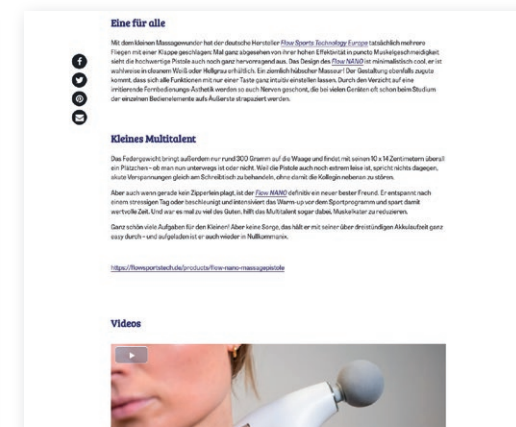 Eine für alle
Mit dem kleinen Massagewunder hat der deutsche Hersteller Flow Sports Technology Europe tatsächlich mehrere
Fliegen mit einer Klappe geschlagen: Mal ganz abgesehen von ihrer hohen Effektivität in puncto Muskelgeschmeidigkeit
sieht die hochwertige Pistole auch noch ganz hervorragend aus. Das Design des Flow NANO ist minimalistisch cool, er ist
wahlweise in cleanem Weiß oder Hellgrau erhältlich. Ein ziemlich hübscher Masseur! Der Gestaltung ebenfalls zugute
kommt, dass sich alle Funktionen mit nur einer Taste ganz intuitiv einstellen lassen. Durch den Verzicht auf eine
irritierende Fernbedienungs-Ästhetik werden so auch Nerven geschont, die bei vielen Geräten oft schon beim Studium
der einzelnen Bedienelemente aufs Äußerste strapaziert werden.
Kleines Multitalent
Das Federgewicht bringt außerdem nur rund 300 Gramm auf die Waage und findet mit seinen 10 x 14 Zentimetern überall
ein Plätzchen – ob man nun unterwegs ist oder nicht. Weil die Pistole auch noch extrem leise ist, spricht nichts dagegen,
akute Verspannungen gleich am Schreibtisch zu behandeln, ohne damit die Kollegin nebenan zu stören.
Aber auch wenn gerade kein Zipperlein plagt, ist der Flow NANO definitiv ein neuer bester Freund. Er entspannt nach
einem stressigen Tag oder beschleunigt und intensiviert das Warm-up vor dem Sportprogramm und spart damit
wertvolle Zeit. Und war es mal zu viel des Guten, hilft das Multitalent sogar dabei, Muskelkater zu reduzieren.
Ganz schön viele Aufgaben für den Kleinen! Aber keine Sorge, das hält er mit seiner über dreistündigen Akkulaufzeit ganz
easy durch – und aufgeladen ist er auch wieder in Nullkommanix.
https://flowsportstech.de/products/flow-nano-massagepistole
Videos